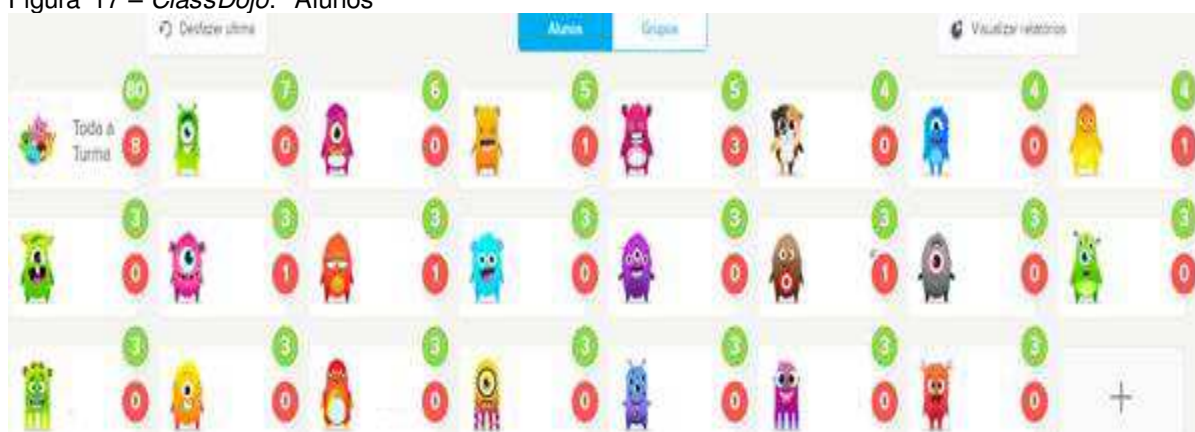 Figura 17 – ClassDojo: "Alunos"
Desfazer última
Alunos
Grupos
Visualizar relatórios
Toda a
Turma
80 7 6 5 5 4 4 4
8 0 0 1 3 0 0 1
3 3 3 3 3 3 3 3
0 1 1 0 0 1 0 0
3 3 3 3 3 3 3
0 0 0 0 0 0 0
+